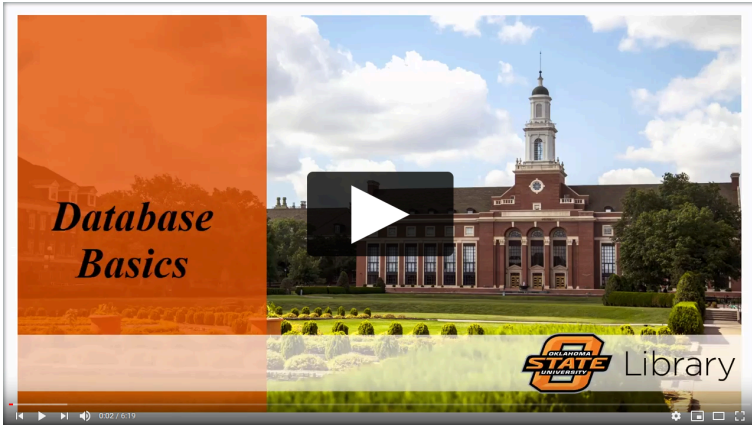 Database
Basics
OKLAHOMA
STATE
UNIVERSITY
Library
0:02 / 6:19